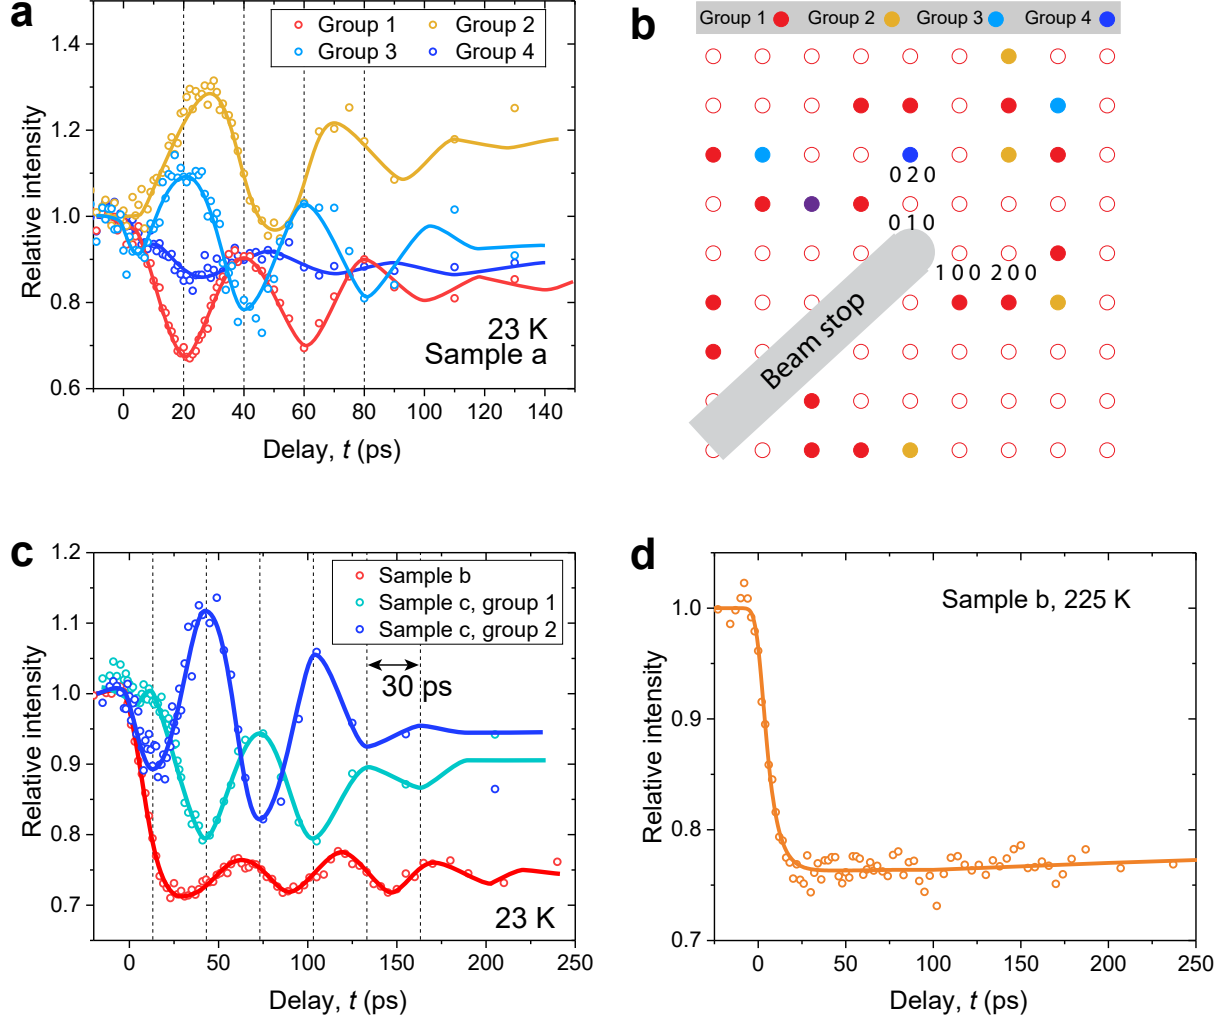 a
Group 1
Group 2
Group 3
Group 4
1.4
1.2
1.0
0.8
0.6
Relative intensity
23 K
Sample a
0 20 40 60 80 100 120 140
Delay, t (ps)
b
Group 1 Group 2 Group 3 Group 4
0 2 0
0 1 0
1 0 0 2 0 0
Beam stop
c
1.2
1.1
1.0
0.9
0.8
0.7
Relative intensity
Sample b
Sample c, group 1
Sample c, group 2
30 ps
23 K
0 50 100 150 200 250
Delay, t (ps)
d
1.0
0.9
0.8
0.7
Relative intensity
Sample b, 225 K
0 50 100 150 200 250
Delay, t (ps)